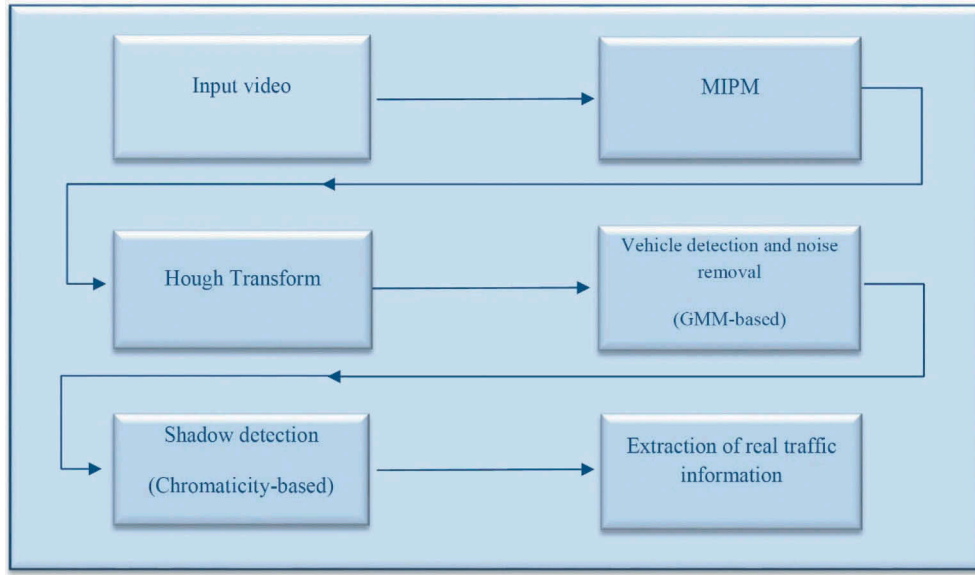 Input video
MIPM
Hough Transform
Vehicle detection and noise
removal
(GMM-based)
Shadow detection
(Chromaticity-based)
Extraction of real traffic
information